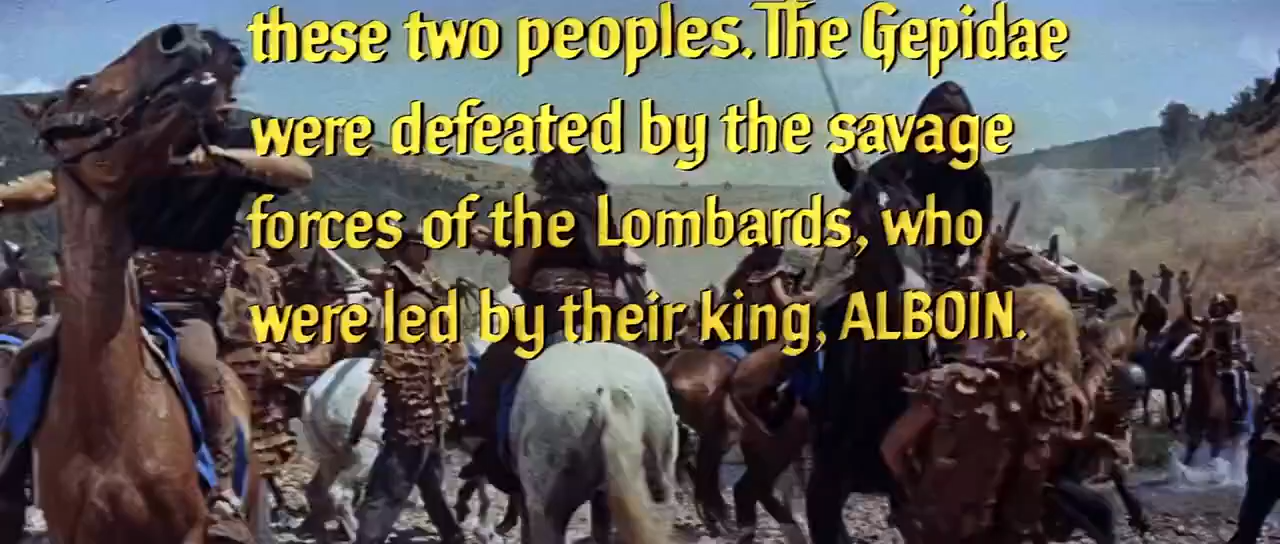 these two peoples. The Gepidae
were defeated by the savage
forces of the Lombards, who
were led by their king, ALBOIN.